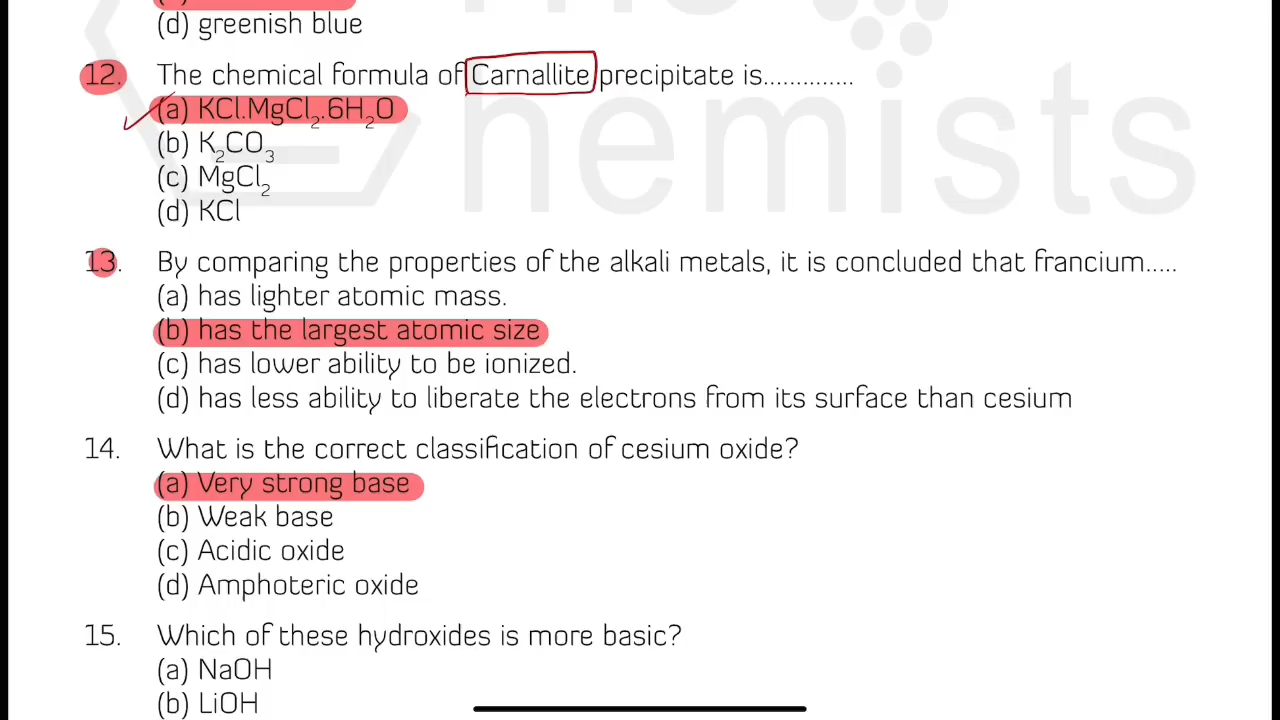 (d) greenish blue
12. The chemical formula of Carnallite precipitate is..............
(a) KCl.MgCl₂.6H₂O
(b) K₂CO₃
(c) MgCl₂
(d) KCl
13. By comparing the properties of the alkali metals, it is concluded that francium.....
(a) has lighter atomic mass.
(b) has the largest atomic size
(c) has lower ability to be ionized.
(d) has less ability to liberate the electrons from its surface than cesium
14. What is the correct classification of cesium oxide?
(a) Very strong base
(b) Weak base
(c) Acidic oxide
(d) Amphoteric oxide
15. Which of these hydroxides is more basic?
(a) NaOH
(b) LiOH
hemists